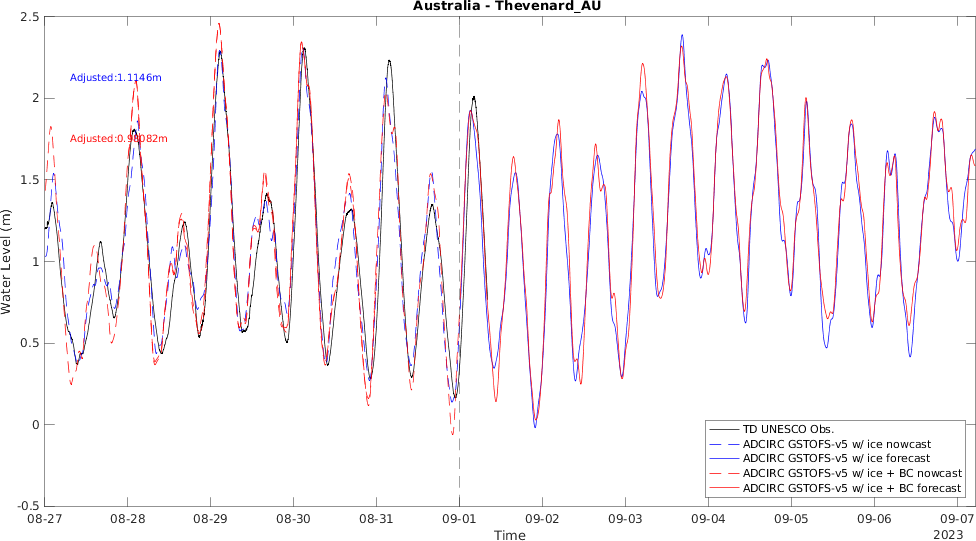 Australia - Thevenard_AU
Water Level (m)
2.5
2
1.5
1
0.5
0
-0.5
Adjusted:1.1146m
Adjusted:0.98082m
TD UNESCO Obs.
ADCIRC GSTOFS-v5 w/ ice nowcast
ADCIRC GSTOFS-v5 w/ ice forecast
ADCIRC GSTOFS-v5 w/ ice + BC nowcast
ADCIRC GSTOFS-v5 w/ ice + BC forecast
08-27 08-28 08-29 08-30 08-31 09-01 09-02 09-03 09-04 09-05 09-06 09-07
Time
2023